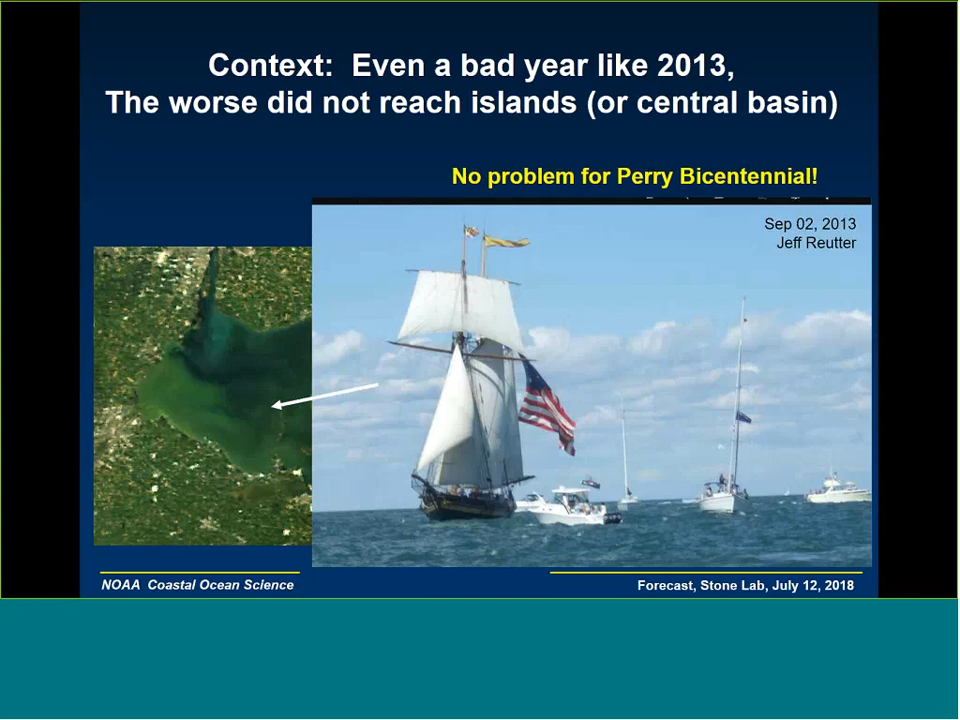 Context: Even a bad year like 2013,
The worse did not reach islands (or central basin)
No problem for Perry Bicentennial!
Sep 02, 2013
Jeff Reutter
NOAA Coastal Ocean Science
Forecast, Stone Lab, July 12, 2018